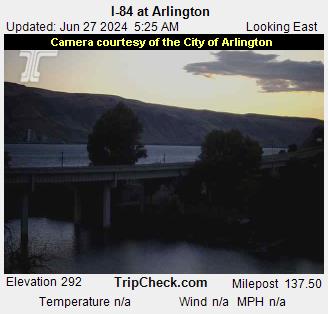 I-84 at Arlington
Updated: Jun 27 2024 5:25 AM Looking East
Camera courtesy of the City of Arlington
Elevation 292 TripCheck.com Milepost 137.50
Temperature n/a Wind n/a MPH n/a